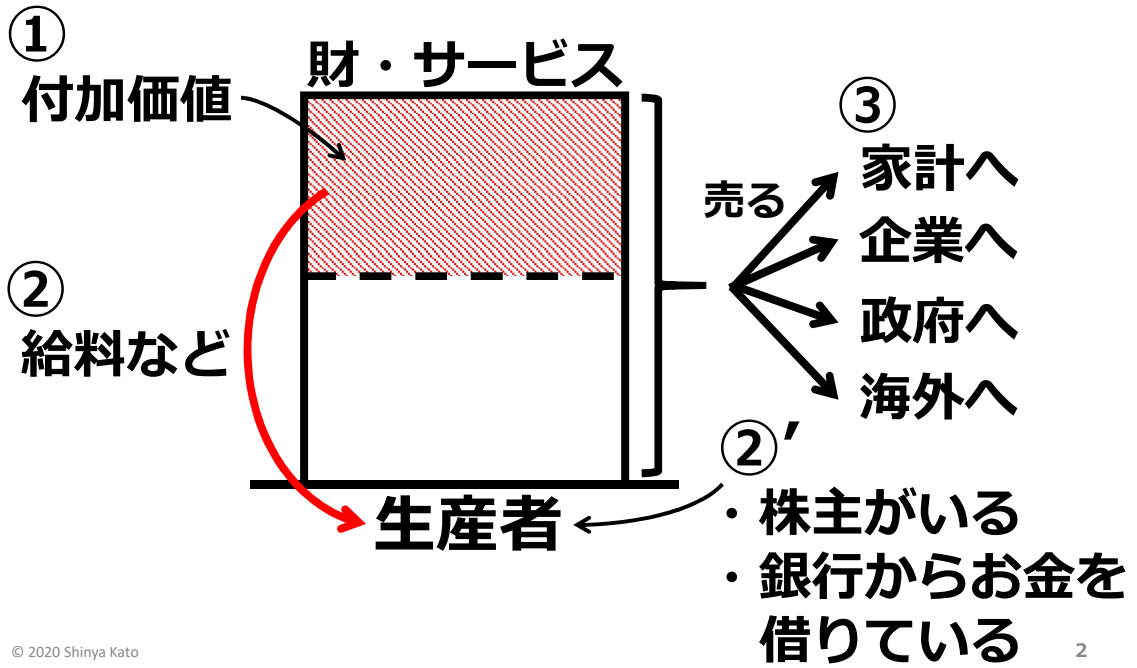 ①
付加価値
財・サービス
②
給料など
売る
③
家計へ
企業へ
政府へ
海外へ
生産者
②′
・株主がいる
・銀行からお金を
借りている
© 2020 Shinya Kato
2